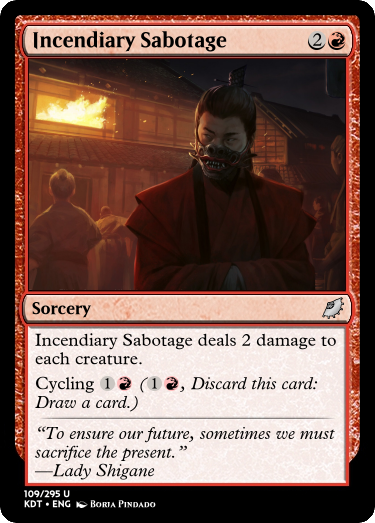 Incendiary Sabotage 2
Sorcery
Incendiary Sabotage deals 2 damage to
each creature.
Cycling 1 (1, Discard this card:
Draw a card.)
"To ensure our future, sometimes we must
sacrifice the present."
—Lady Shigane
109/295 U
KDT • ENG Borja Pindado